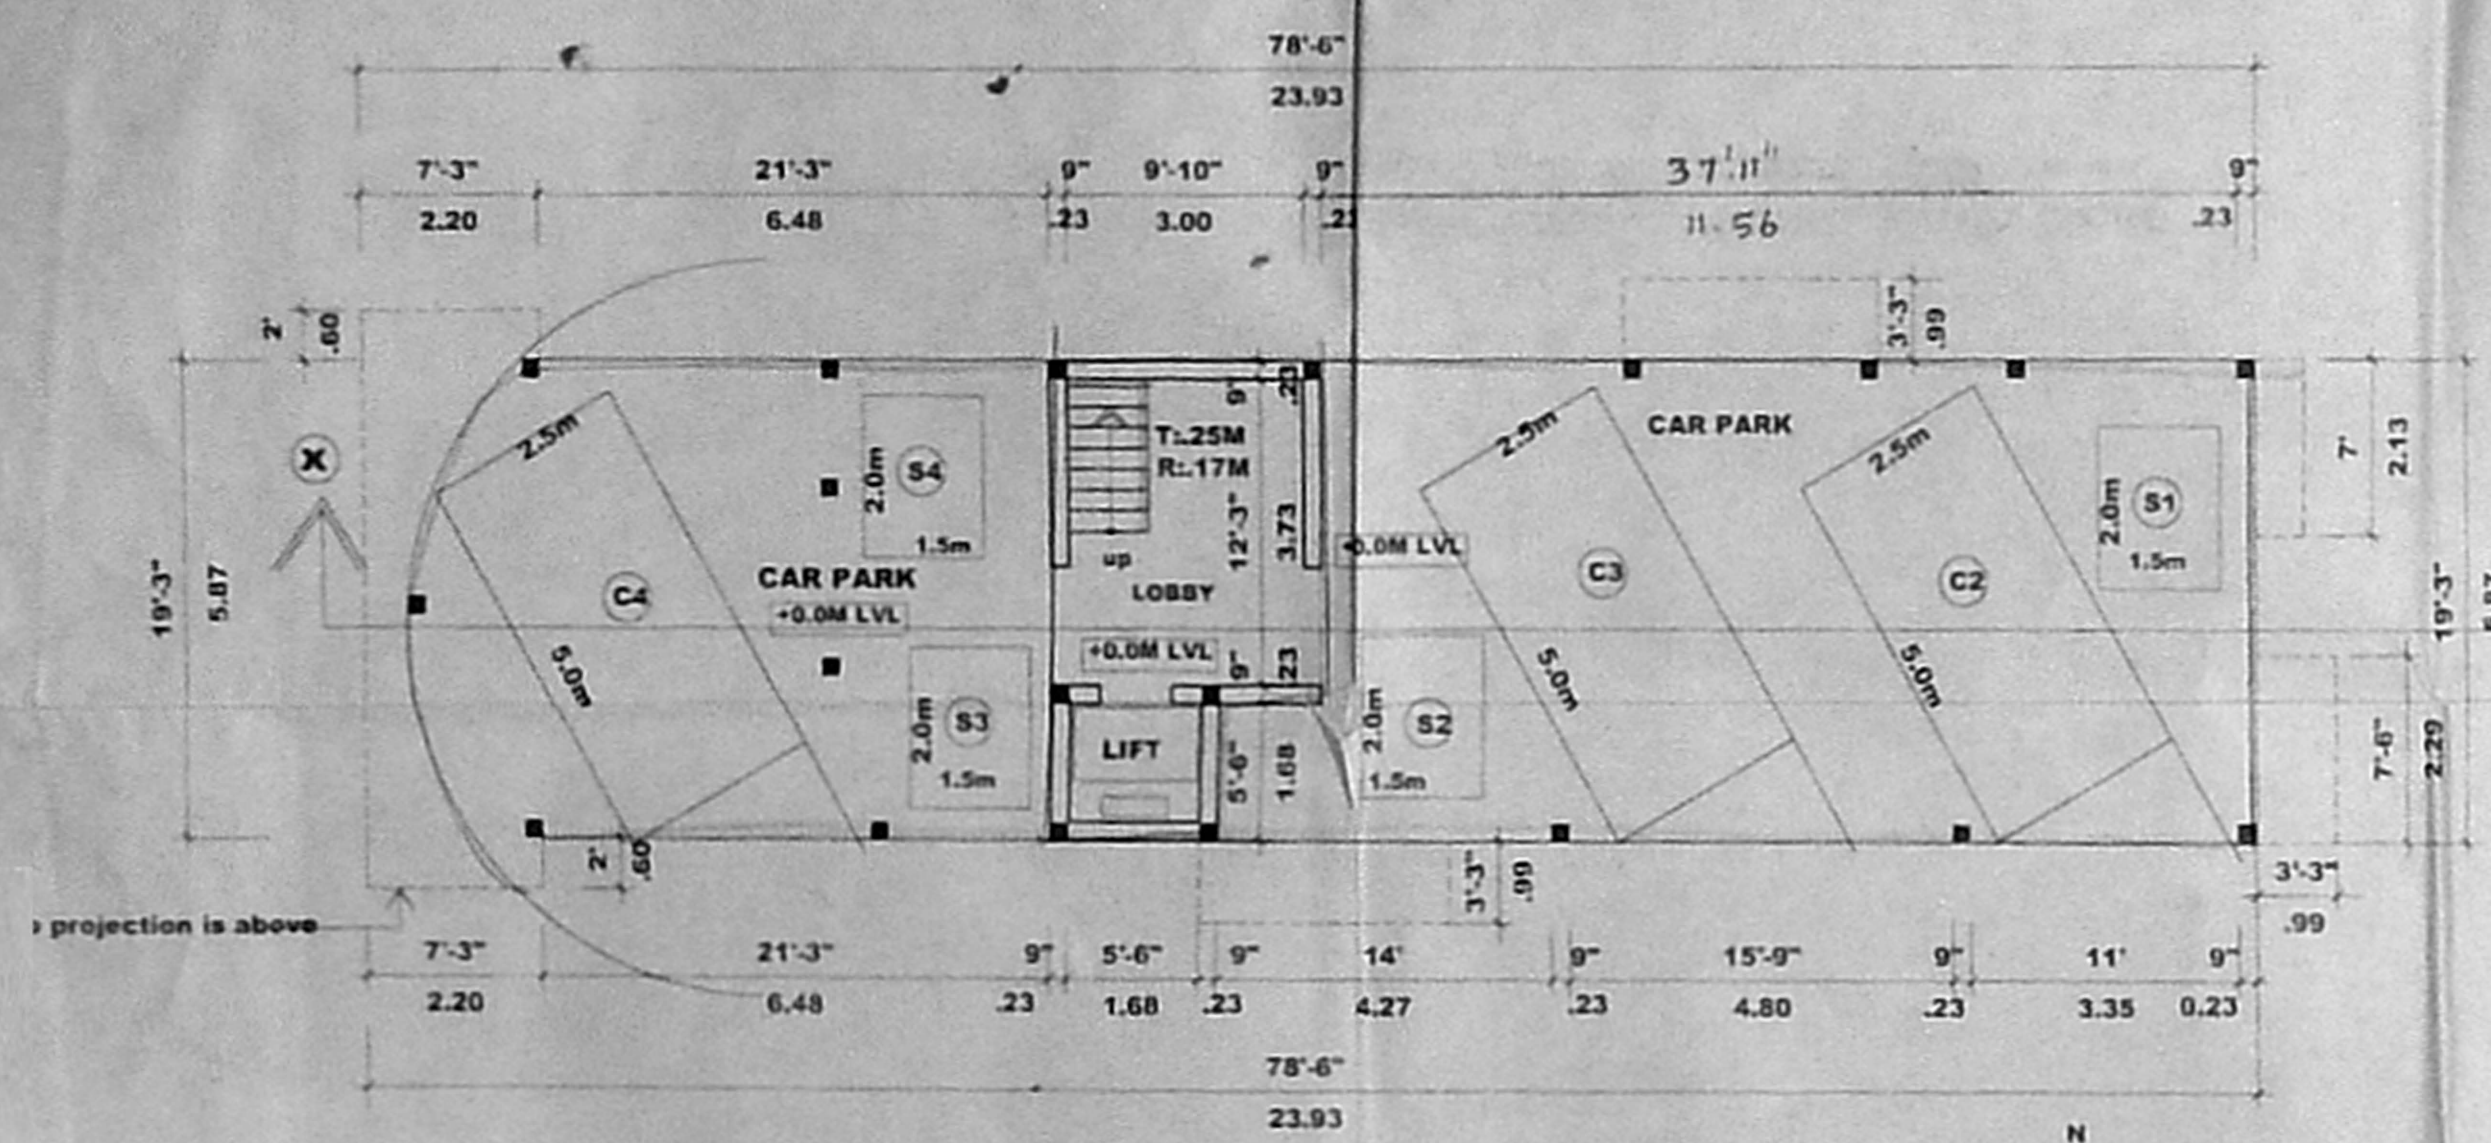 78'-6"
23.93
7'-3" 21'-3" 9" 9'-10" 9" 37'11" 9"
2.20 6.48 .23 3.00 .23 11.56 .23
2' .60
3'-3" .99
9" .23
2.5m
2.5m
CAR PARK
2.5m
X
2.0m S4
T:.25M
R:.17M
7' 2.13
2.0m S1
1.5m
12'-3" 3.73
+0.0M LVL
up
1.5m
CAR PARK
C4
C3
C2
19'-3" 5.87
LOBBY
+0.0M LVL
19'-3"
+0.0M LVL
9" .23
5.0m
5.0m
5.0m
2.0m S3
1.5m
LIFT
5'-6" 1.68
2.0m S2
1.5m
7'-6" 2.29
2' .60
3'-3" .99
3'-3"
.99
projection is above
7'-3" 21'-3" 9" 5'-6" 9" 14' 9" 15'-9" 9" 11' 9"
2.20 6.48 .23 1.68 .23 4.27 .23 4.80 .23 3.35 0.23
78'-6"
23.93
N